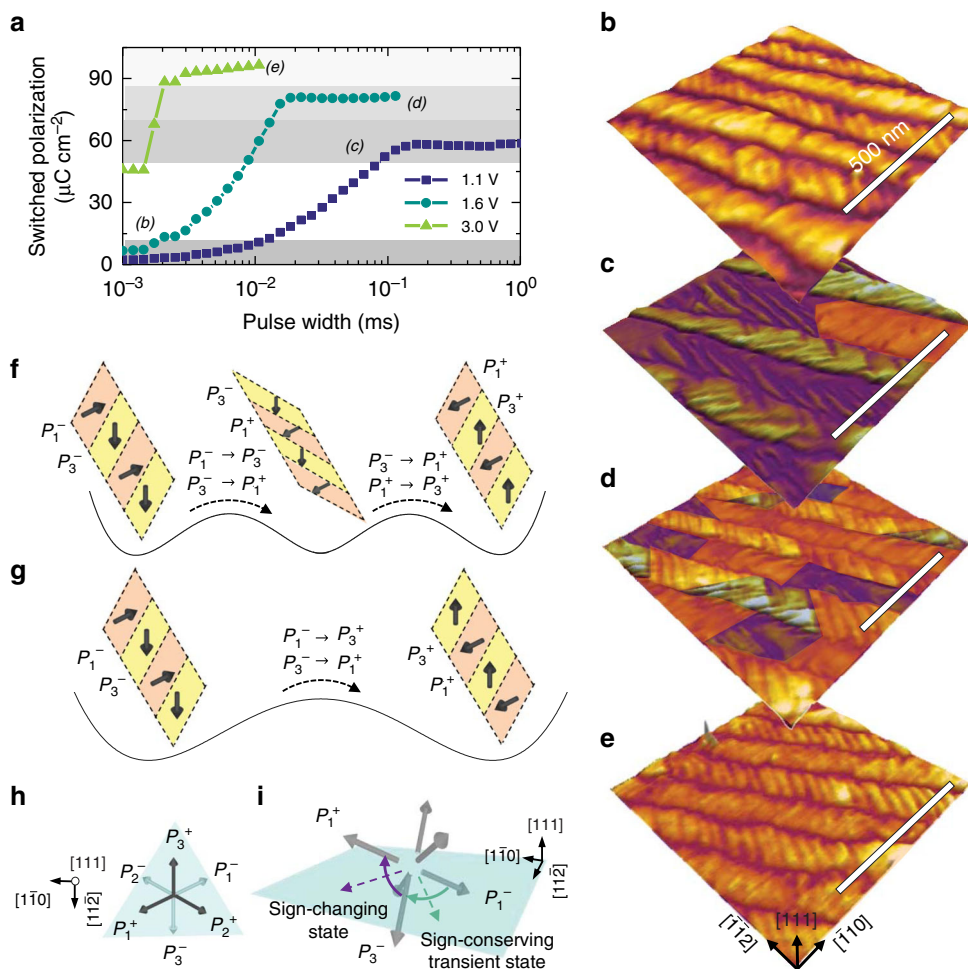 a
Switched polarization
(µC cm⁻²)
90
60
30
0
(e)
(d)
(c)
(b)
1.1 V
1.6 V
3.0 V
10⁻³
10⁻²
10⁻¹
10⁰
Pulse width (ms)
b
500 nm
c
d
e
[1̄1̄2]
[111]
[1̄10]
f
P₁⁻
P₃⁻
P₁⁻ → P₃⁻
P₃⁻ → P₁⁺
P₃⁻
P₁⁺
P₃⁻ → P₁⁺
P₁⁺ → P₃⁺
P₁⁺
P₃⁺
g
P₁⁻
P₃⁻
P₁⁻ → P₃⁺
P₃⁻ → P₁⁺
P₃⁺
P₁⁺
h
[111]
[11̄0]
[112̄]
P₃⁺
P₂⁻
P₁⁻
P₁⁺
P₂⁺
P₃⁻
i
P₁⁺
[111]
[11̄0]
[112̄]
P₁⁻
Sign-changing
state
P₃⁻
Sign-conserving
transient state